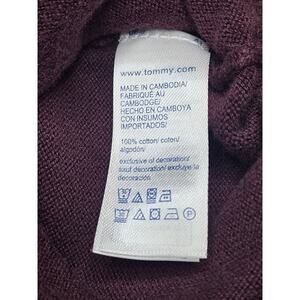 www.tommy.com
MADE IN CAMBODIA/
FABRIQUÉ AU
CAMBODGE/
HECHO EN CAMBOYA
CON INSUMOS
IMPORTADOS/
100% cotton/ coton/
algodón/
exclusive of decoration/
sauf décoration/ excluye la
decoración